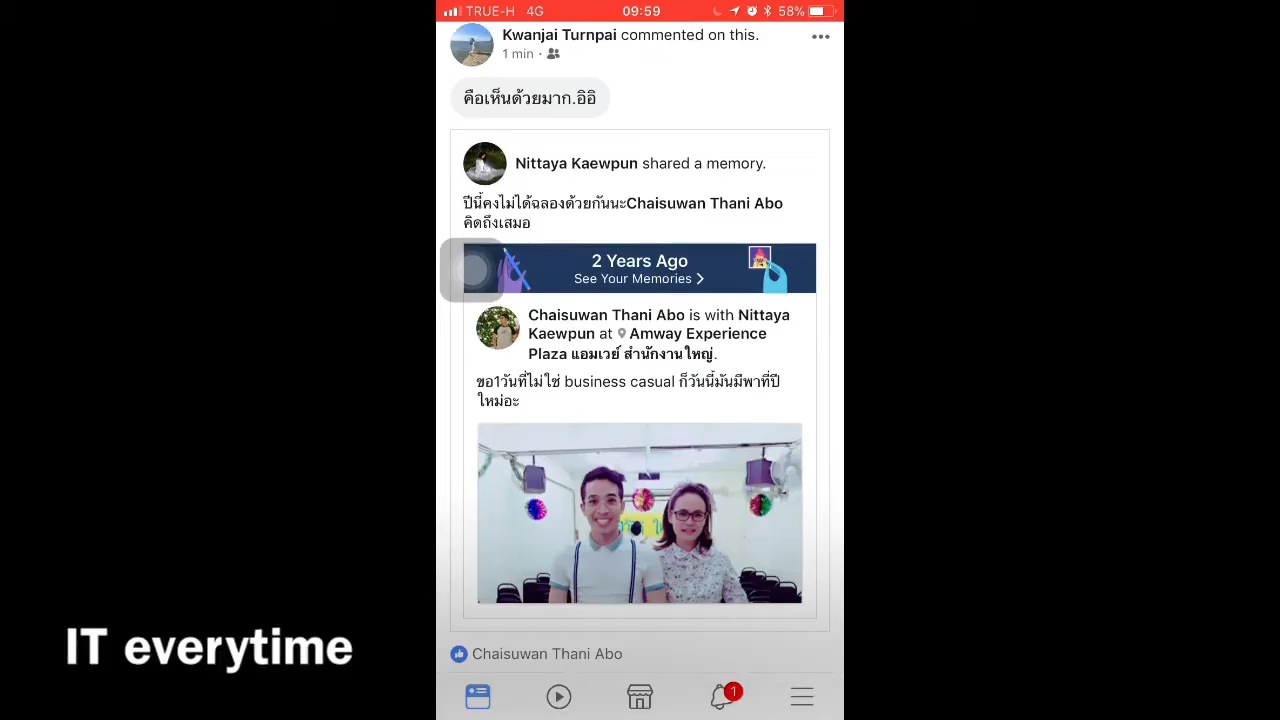 TRUE-H 4G 09:59 58%
Kwanjai Turnpai commented on this.
1 min
คือเห็นด้วยมาก.อิอิ
Nittaya Kaewpun shared a memory.
ปีนี้คงไม่ได้ฉลองด้วยกันนะChaisuwan Thani Abo
คิดถึงเสมอ
2 Years Ago
See Your Memories
Chaisuwan Thani Abo is with Nittaya
Kaewpun at Amway Experience
Plaza แอมเวย์ สำนักงานใหญ่.
ขอ1วันที่ไม่ใช่ business casual ก็วันนี้มันมีพาที่ปี
ใหม่อะ
IT everytime
Chaisuwan Thani Abo
1